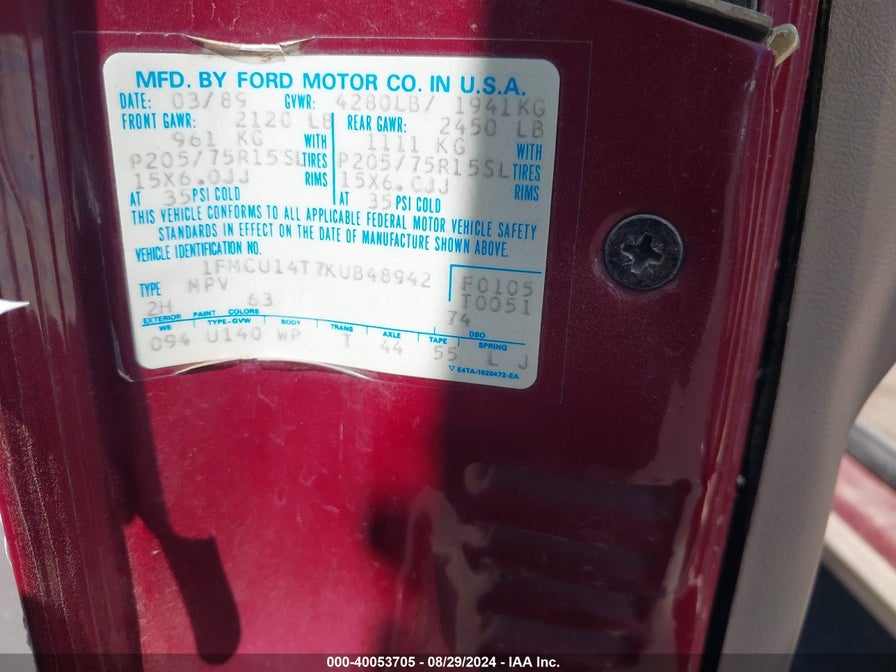 MFD. BY FORD MOTOR CO. IN U.S.A.
DATE: 03/89 GVWR: 4280LB/ 1941KG
FRONT GAWR: 2120 LB REAR GAWR: 2450 LB
961 KG WITH 1111 KG WITH
P205/75R15SL TIRES P205/75R15SL TIRES
15X6.0JJ RIMS 15X6.0JJ RIMS
AT 35 PSI COLD AT 35 PSI COLD
THIS VEHICLE CONFORMS TO ALL APPLICABLE FEDERAL MOTOR VEHICLE SAFETY
STANDARDS IN EFFECT ON THE DATE OF MANUFACTURE SHOWN ABOVE.
VEHICLE IDENTIFICATION NO.
1FMCU14T7KUB48942
TYPE MPV F0105
T0051
2H 63 74
EXTERIOR PAINT COLORS DSO
WB TYPE-GVW BODY TRANS AXLE TAPE SPRING
094 U140 WP T 44 55 L J
▽ E4TA-1020472-EA
000-40053705 - 08/29/2024 - IAA Inc.